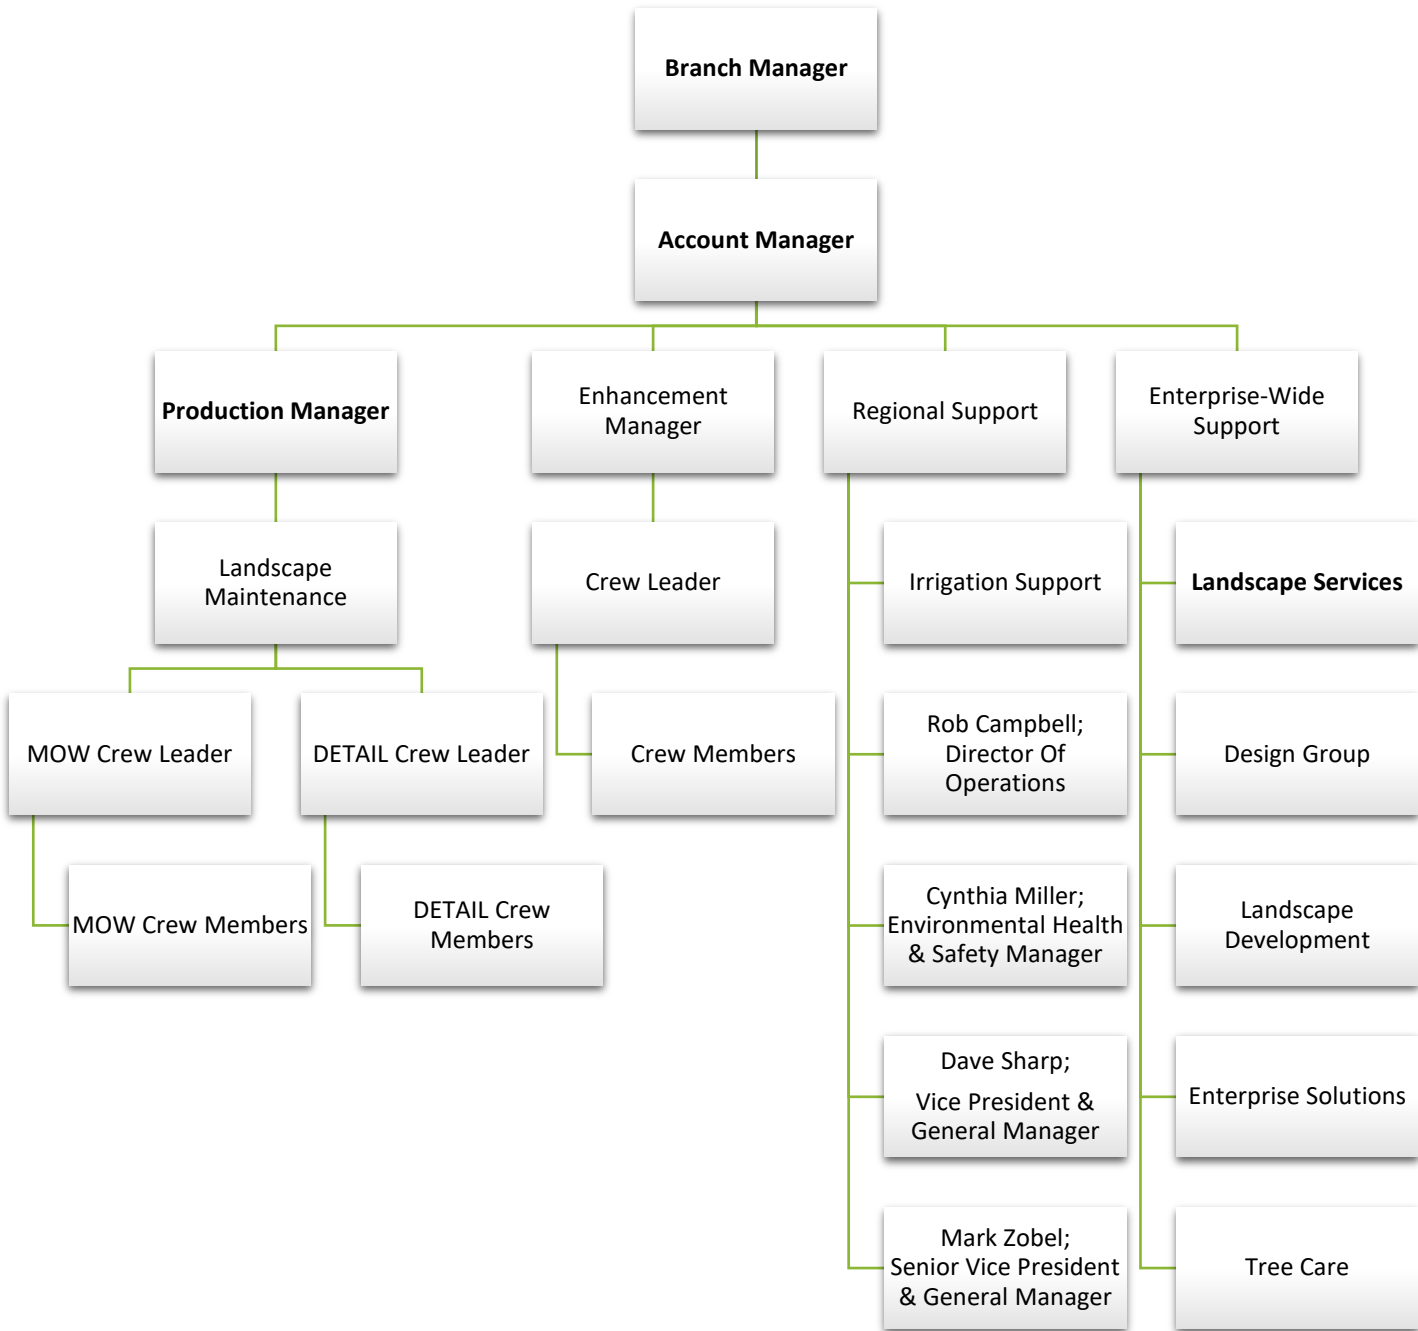 Branch Manager
Account Manager
Production Manager
Enhancement
Manager
Regional Support
Enterprise-Wide
Support
Landscape
Maintenance
Crew Leader
Irrigation Support
Landscape Services
MOW Crew Leader
DETAIL Crew Leader
Crew Members
Rob Campbell;
Director Of
Operations
Design Group
MOW Crew Members
DETAIL Crew
Members
Cynthia Miller;
Environmental Health
& Safety Manager
Landscape
Development
Dave Sharp;
Vice President &
General Manager
Enterprise Solutions
Mark Zobel;
Senior Vice President
& General Manager
Tree Care